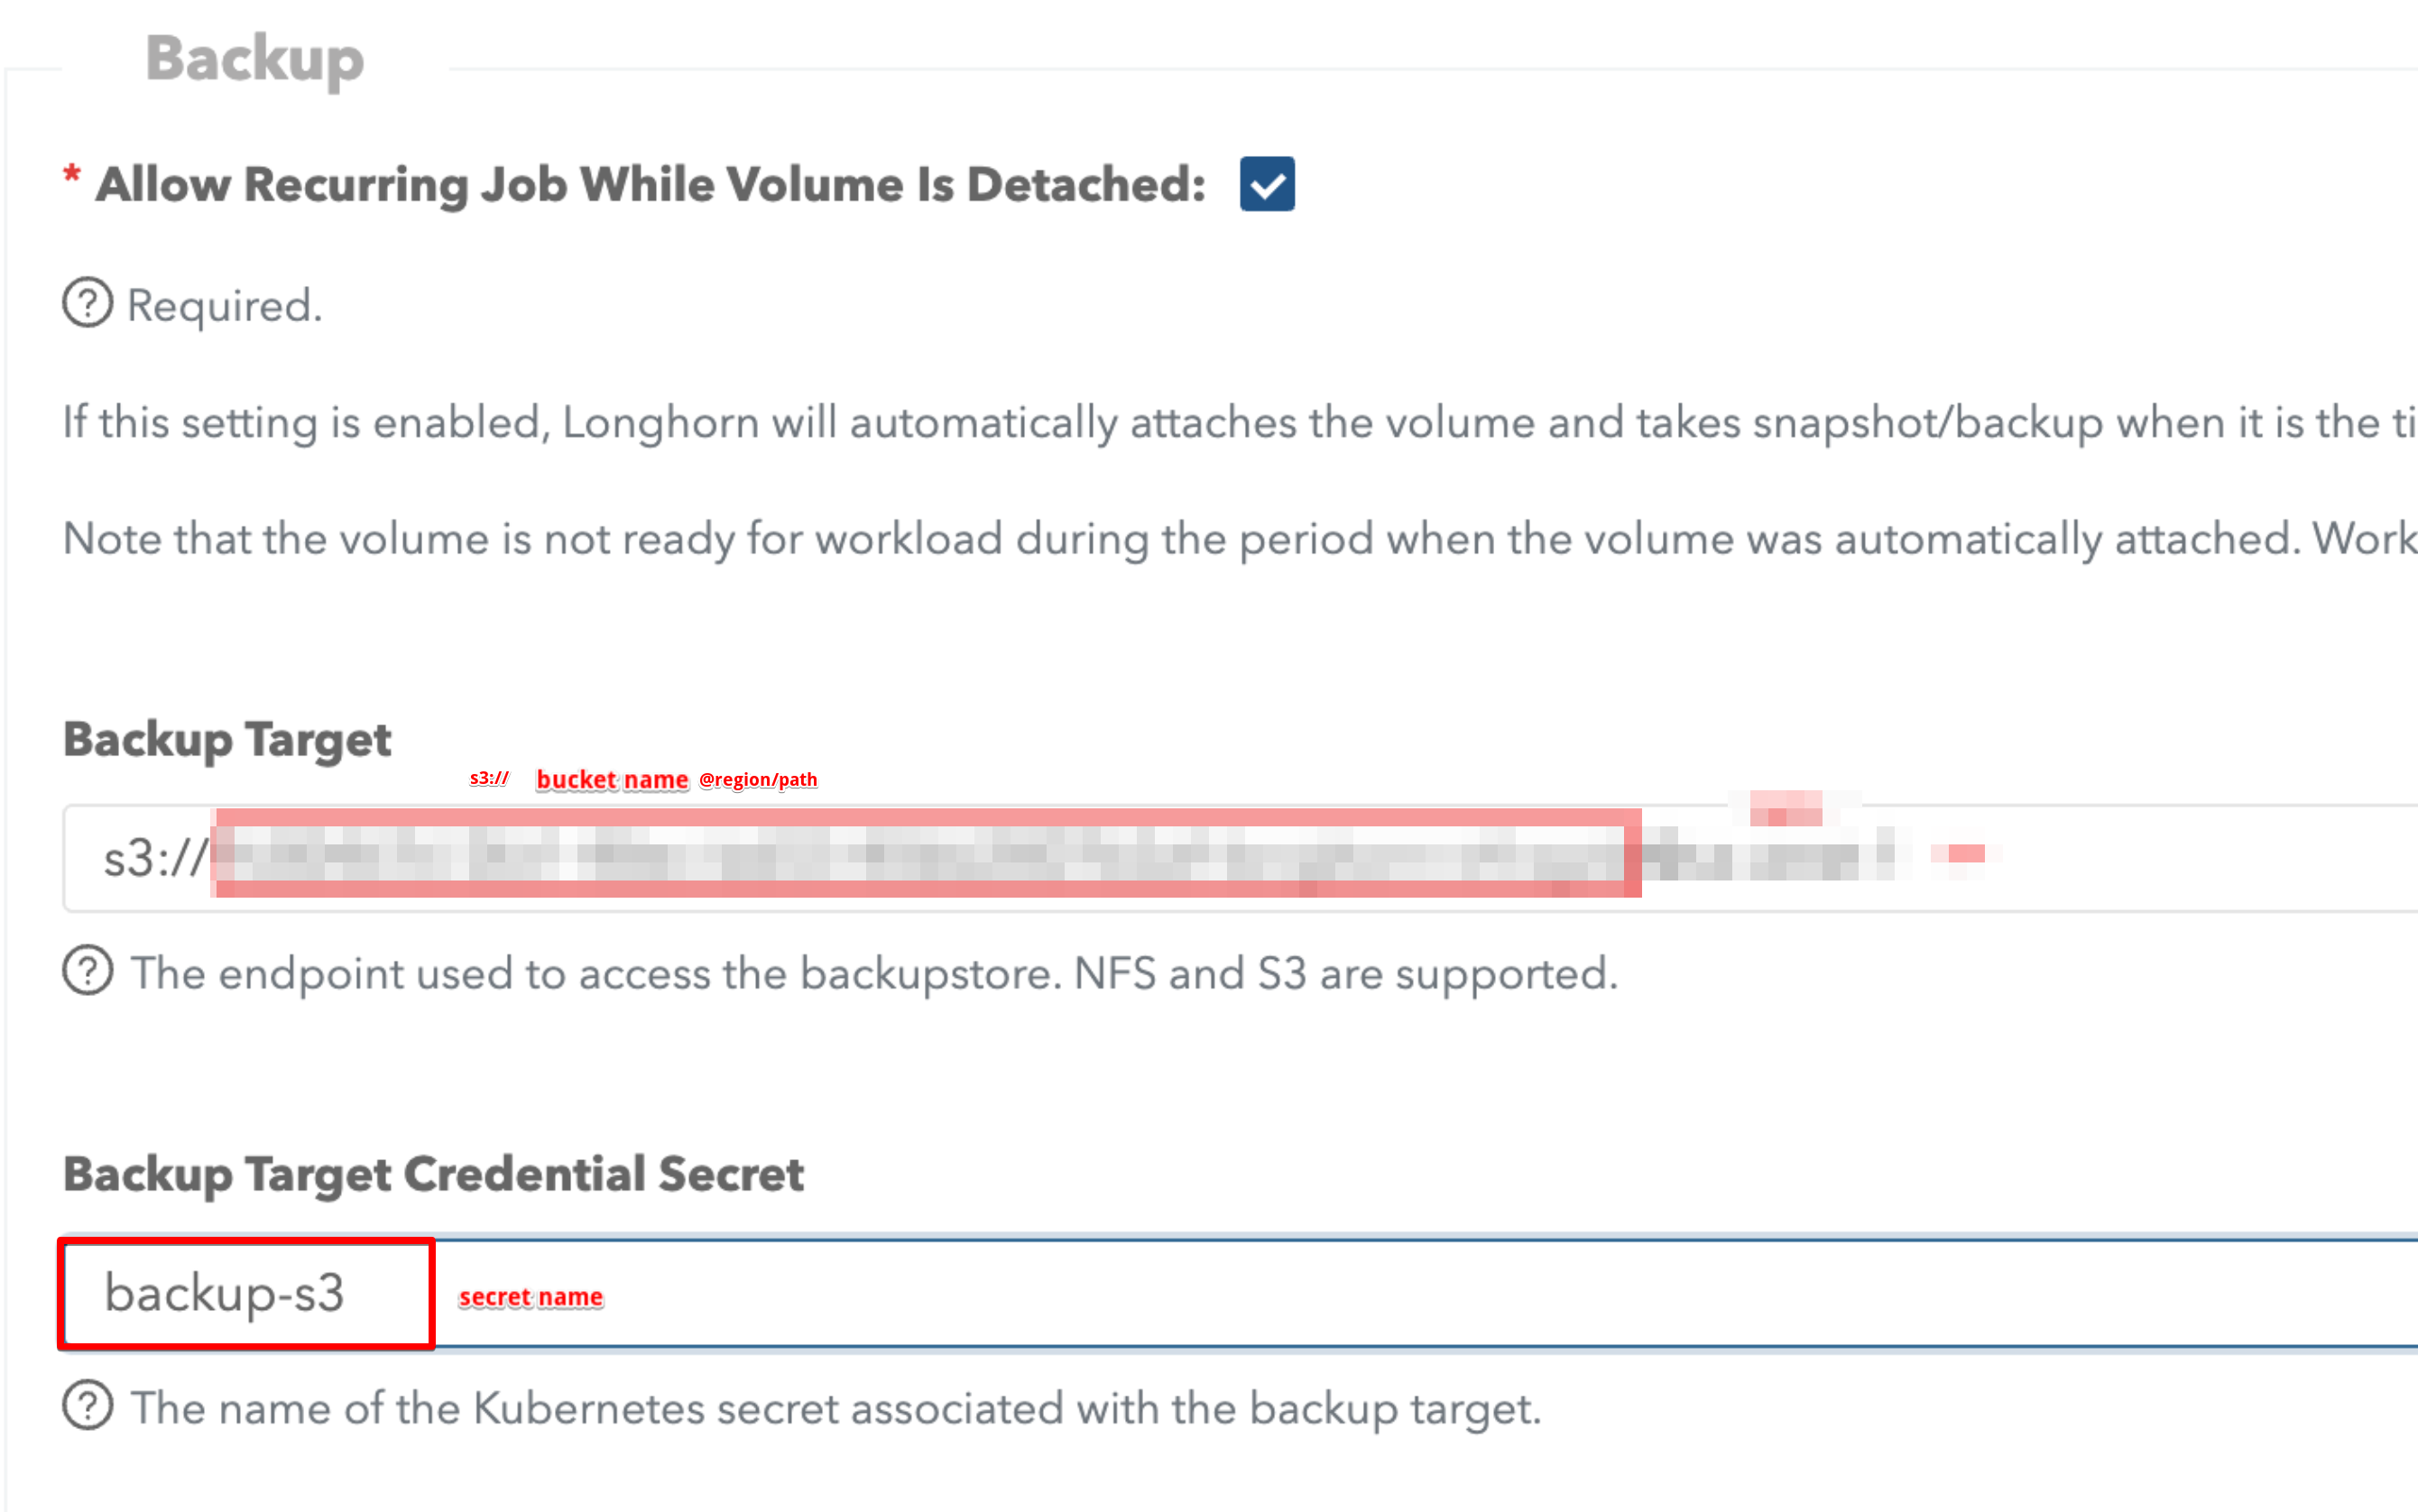 Backup
* Allow Recurring Job While Volume Is Detached:
Required.
If this setting is enabled, Longhorn will automatically attaches the volume and takes snapshot/backup when it is the ti
Note that the volume is not ready for workload during the period when the volume was automatically attached. Work
Backup Target
s3:// bucket name @region/path
s3://
The endpoint used to access the backupstore. NFS and S3 are supported.
Backup Target Credential Secret
backup-s3 secret name
The name of the Kubernetes secret associated with the backup target.